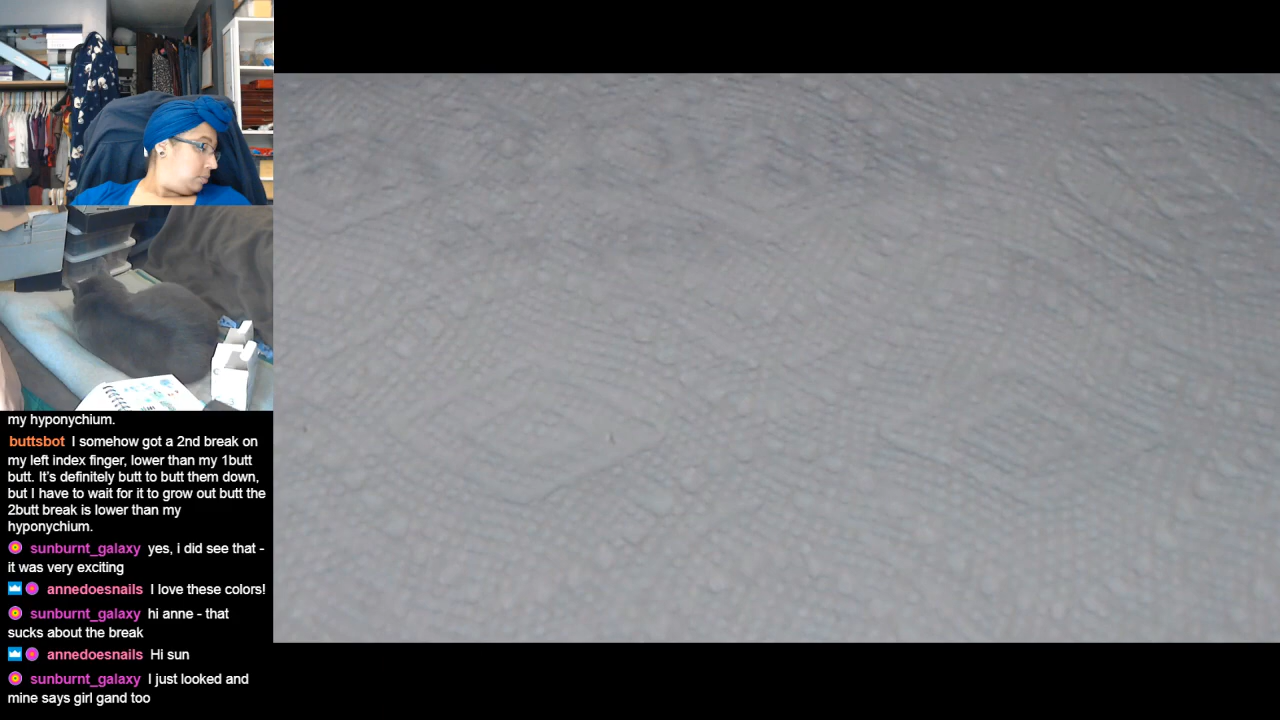 my hyponychium.
buttsbot I somehow got a 2nd break on
my left index finger, lower than my 1butt
butt. It's definitely butt to butt them down,
but I have to wait for it to grow out butt the
2butt break is lower than my
hyponychium.
sunburnt_galaxy yes, i did see that -
it was very exciting
annedoesnails I love these colors!
sunburnt_galaxy hi anne - that
sucks about the break
annedoesnails Hi sun
sunburnt_galaxy I just looked and
mine says girl gand too